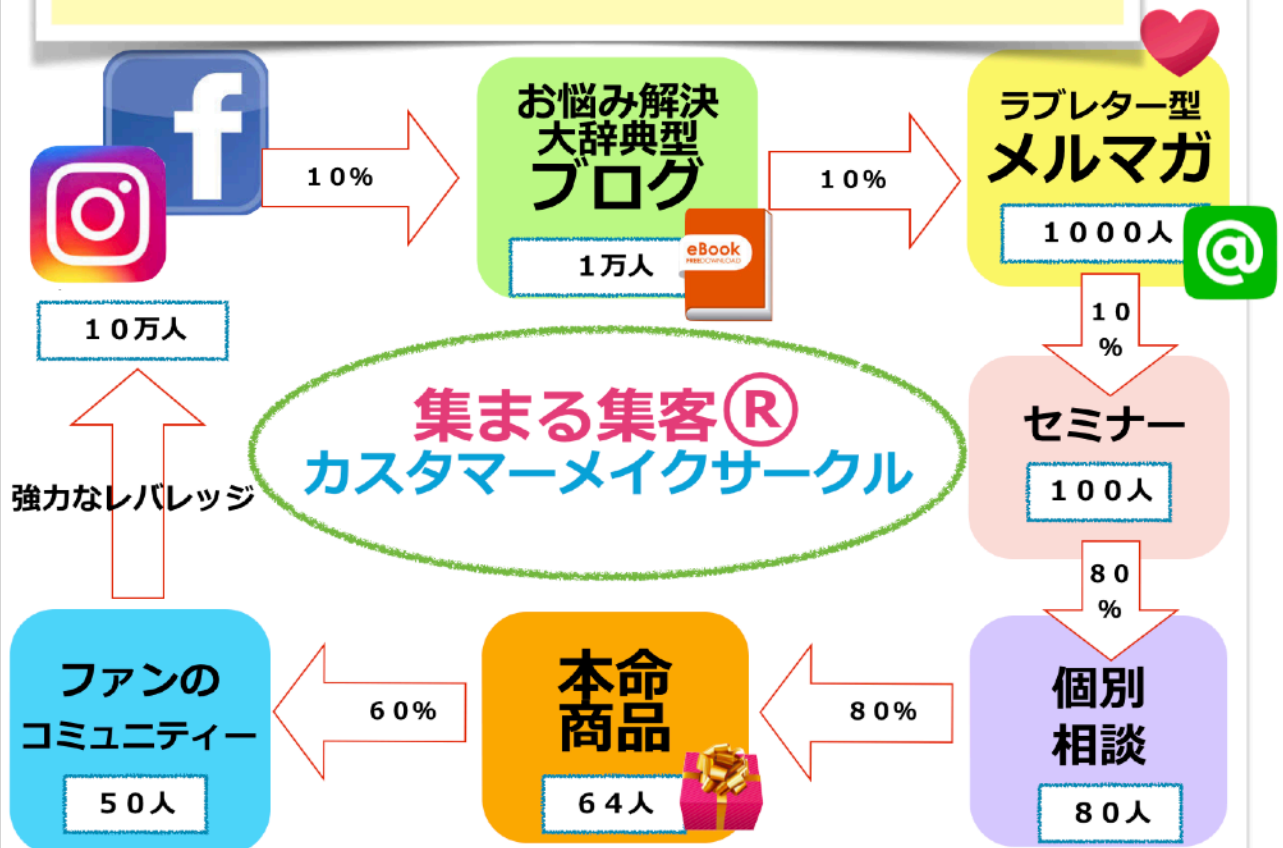 f
10%
お悩み解決
大辞典型
ブログ
1万人
eBook
FREEDOWNLOAD
10%
ラブレター型
メルマガ
1000人
@
10
%
セミナー
100人
80
%
個別
相談
80人
80%
本命
商品
64人
60%
ファンの
コミュニティー
50人
強力なレバレッジ
10万人
集まる集客®
カスタマーメイクサークル